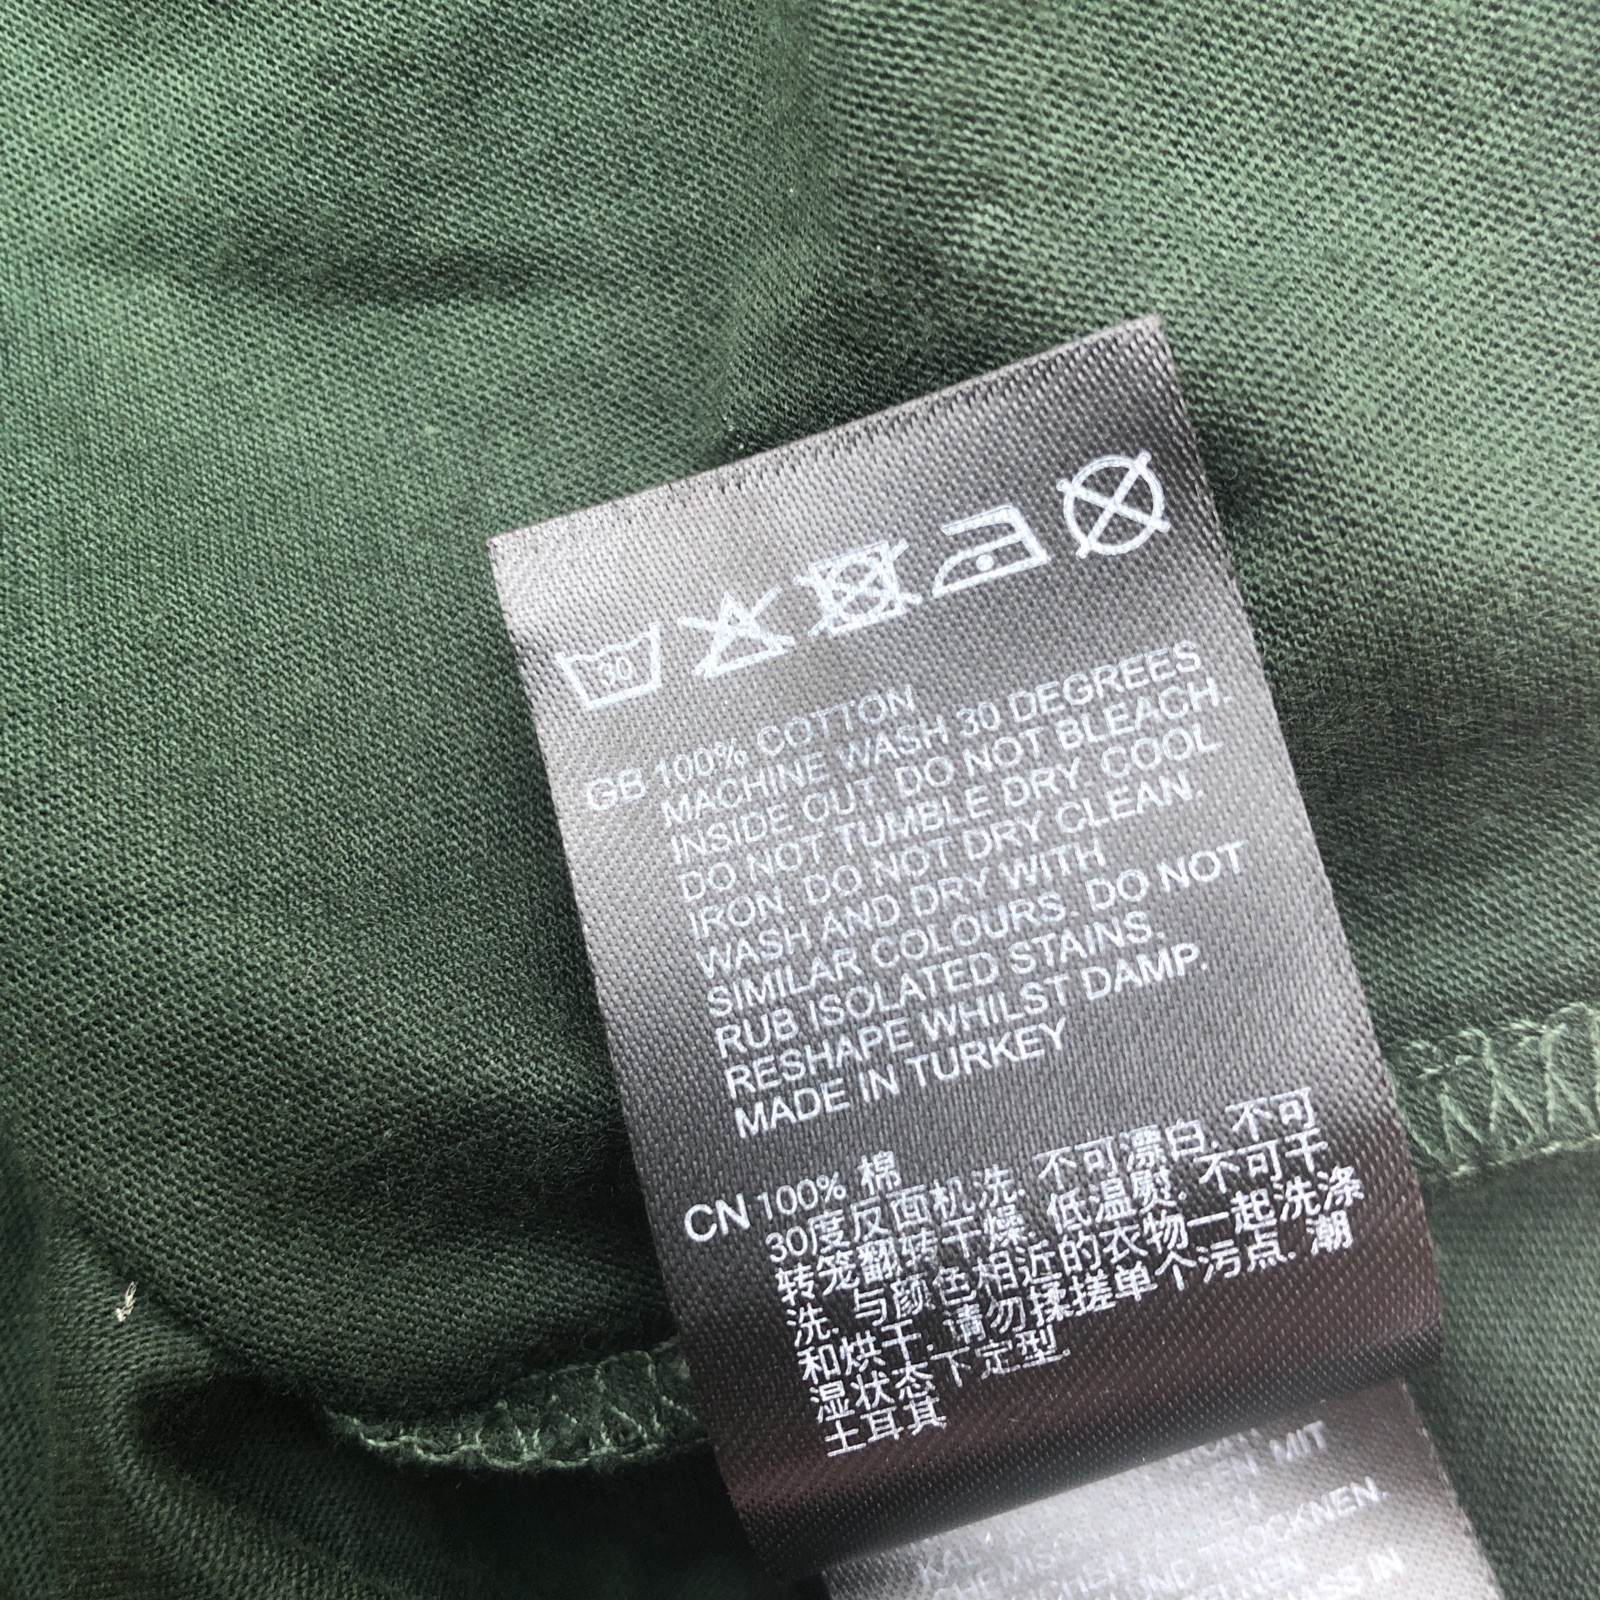 30
GB 100% COTTON
MACHINE WASH 30 DEGREES
INSIDE OUT. DO NOT BLEACH.
DO NOT TUMBLE DRY. COOL
IRON. DO NOT DRY CLEAN.
WASH AND DRY WITH
SIMILAR COLOURS. DO NOT
RUB ISOLATED STAINS.
RESHAPE WHILST DAMP.
MADE IN TURKEY
CN 100% 棉
30度反面机洗. 不可漂白. 不可
转笼翻转干燥. 低温熨. 不可干
洗. 与颜色相近的衣物一起洗涤
和烘干. 请勿揉搓单个污点. 潮
湿状态下定型.
土耳其
MIT
TROCKNEN.
IN